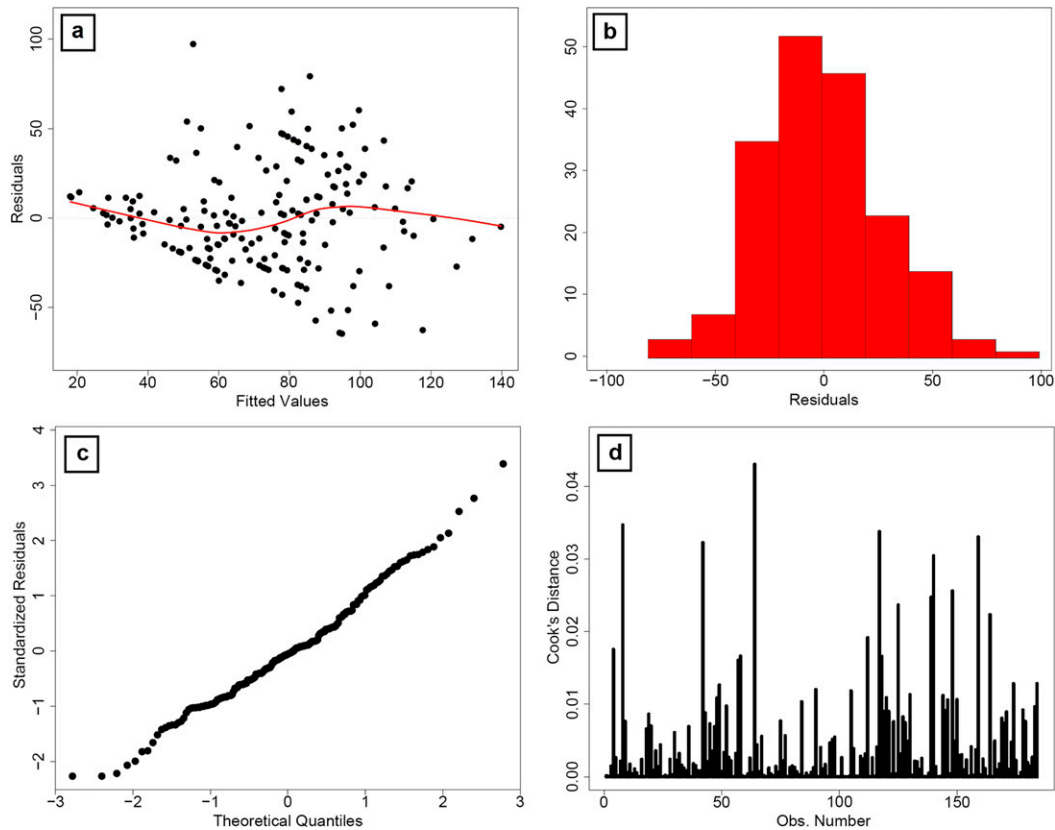 a
100
50
0
−50
Residuals
20 40 60 80 100 120 140
Fitted Values
b
50
40
30
20
10
0
−100 −50 0 50 100
Residuals
c
4
3
2
1
0
−1
−2
Standardized Residuals
−3 −2 −1 0 1 2 3
Theoretical Quantiles
d
0.04
0.03
0.02
0.01
0.00
Cook's Distance
0 50 100 150
Obs. Number